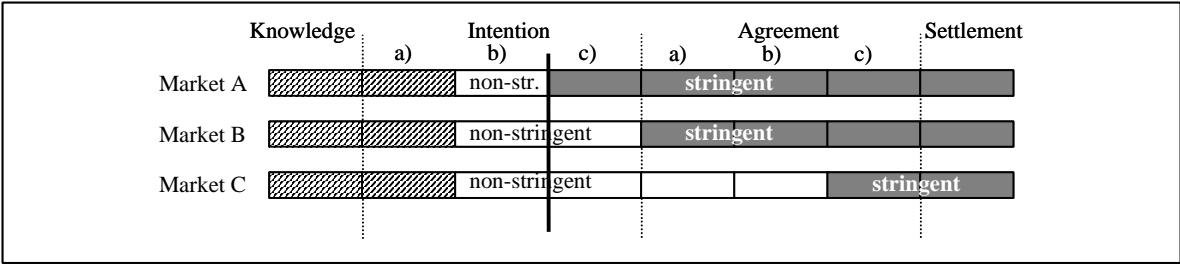 Knowledge Intention Agreement Settlement
a) b) c) a) b) c)
Market A non-str. stringent
Market B non-stringent stringent
Market C non-stringent stringent